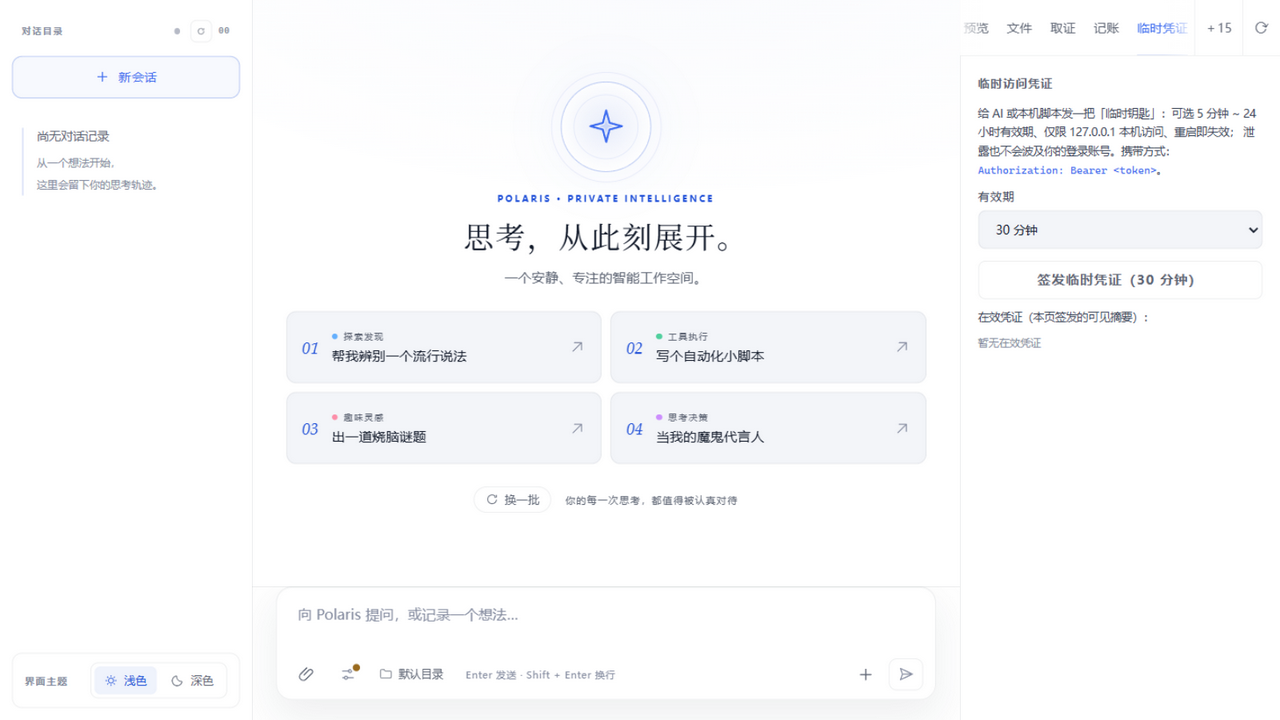 对话目录
00
新会话
尚无对话记录
从一个想法开始，
这里会留下你的思考轨迹。
界面主题
浅色
深色
POLARIS • PRIVATE INTELLIGENCE
思考，从此刻展开。
一个安静、专注的智能工作空间。
01
探索发现
帮我辨别一个流行说法
02
工具执行
写个自动化小脚本
03
趣味灵感
出一道烧脑谜题
04
思考决策
当我的魔鬼代言人
换一批
你的每一次思考，都值得被认真对待
向 Polaris 提问，或记录一个想法...
默认目录
Enter 发送 · Shift + Enter 换行
预览 文件 取证 记账 临时凭证 +15
临时访问凭证
给 AI 或本机脚本发一把「临时钥匙」：可选 5 分钟 ~ 24
小时有效期、仅限 127.0.0.1 本机访问、重启即失效； 泄
露也不会波及你的登录账号。携带方式：
Authorization: Bearer <token>。
有效期
30 分钟
签发临时凭证（30 分钟）
在效凭证（本页签发的可见摘要）：
暂无在效凭证